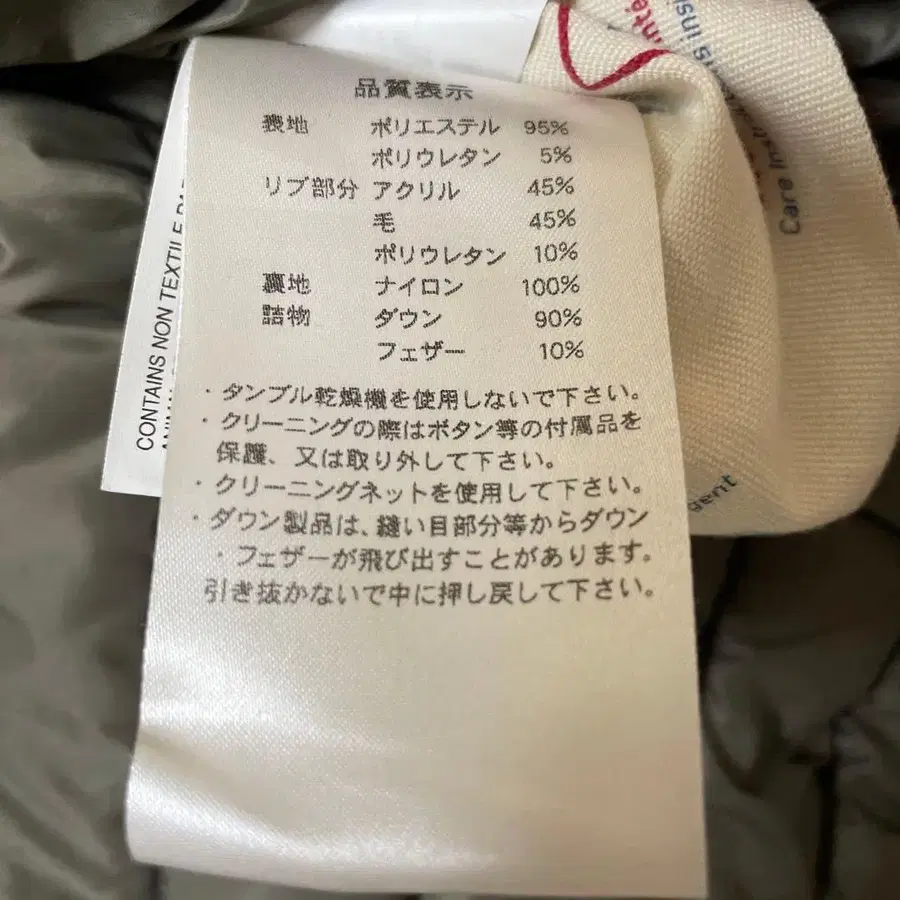 品質表示
表地 ポリエステル 95%
ポリウレタン 5%
リブ部分 アクリル 45%
毛 45%
ポリウレタン 10%
裏地 ナイロン 100%
詰物 ダウン 90%
フェザー 10%
・タンブル乾燥機を使用しないで下さい。
・クリーニングの際はボタン等の付属品を
保護、又は取り外して下さい。
・クリーニングネットを使用して下さい。
・ダウン製品は、縫い目部分等からダウン
・フェザーが飛び出すことがあります。
引き抜かないで中に押し戻して下さい。
CONTAINS NON TEXTILE
Care